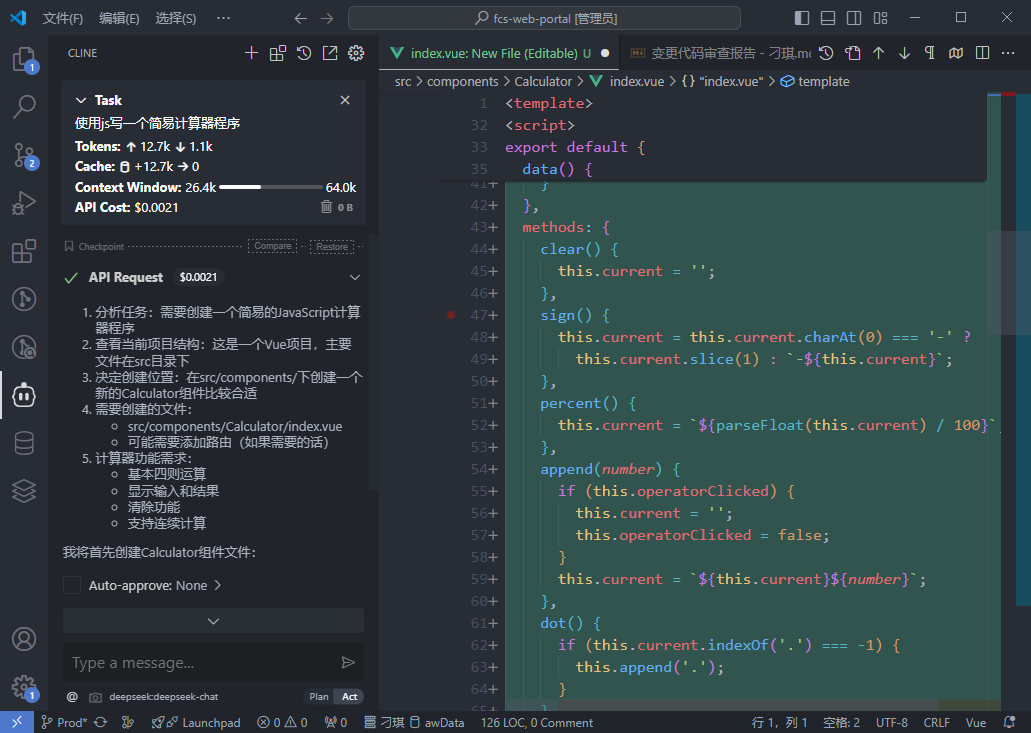 文件(F) 编辑(E) 选择(S) ··· fcs-web-portal [管理员]
CLINE
index.vue: New File (Editable) U
变更代码审查报告 - 刁琪.mc
src > components > Calculator > index.vue > {} "index.vue" > template
1
2
1
Task
使用js写一个简易计算器程序
Tokens: ↑ 12.7k ↓ 1.1k
Cache: +12.7k → 0
Context Window: 26.4k 64.0k
API Cost: $0.0021 0 B
Checkpoint Compare Restore
API Request $0.0021
1. 分析任务：需要创建一个简易的JavaScript计算
器程序
2. 查看当前项目结构：这是一个Vue项目，主要
文件在src目录下
3. 决定创建位置：在src/components/下创建一个
新的Calculator组件比较合适
4. 需要创建的文件：
src/components/Calculator/index.vue
可能需要添加路由（如果需要的话）
5. 计算器功能需求：
基本四则运算
显示输入和结果
清除功能
支持连续计算
我将首先创建Calculator组件文件：
Auto-approve: None >
Type a message...
@ deepseek:deepseek-chat Plan Act
1 <template>
32 <script>
33 export default {
35 data() {
41+ }
42+ },
43+ methods: {
44+ clear() {
45+ this.current = '';
46+ },
47+ sign() {
48+ this.current = this.current.charAt(0) === '-' ?
49+ this.current.slice(1) : `-${this.current}`;
50+ },
51+ percent() {
52+ this.current = `${parseFloat(this.current) / 100}`
53+ },
54+ append(number) {
55+ if (this.operatorClicked) {
56+ this.current = '';
57+ this.operatorClicked = false;
58+ }
59+ this.current = `${this.current}${number}`;
60+ },
61+ dot() {
62+ if (this.current.indexOf('.') === -1) {
63+ this.append('.');
64+ }
65+ }
Prod* Launchpad 0 0 0 刁琪 awData 126 LOC, 0 Comment 行 1，列 1 空格: 2 UTF-8 CRLF Vue